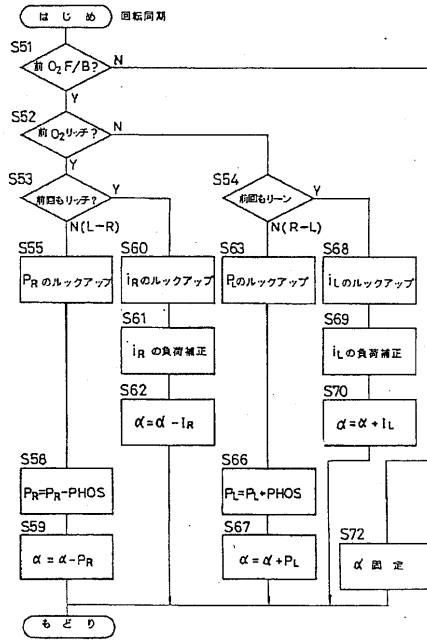 はじめ 回転同期
S51
前O₂F/B?
N
Y
S52
前O₂リッチ?
N
Y
S53
前回もリッチ?
Y
N(L-R)
S54
前回もリーン
Y
N(R-L)
S55
PRのルックアップ
S60
iRのルックアップ
S63
PLのルックアップ
S68
iLのルックアップ
S61
iRの負荷補正
S69
iLの負荷補正
S62
α=α-IR
S70
α=α+IL
S58
PR=PR-PHOS
S66
PL=PL+PHOS
S59
α=α-PR
S67
α=α+PL
S72
α固定
もどり